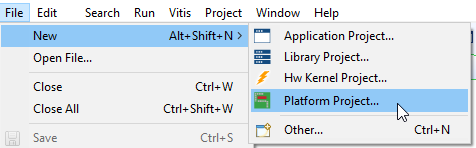 File Edit Search Run Vitis Project Window Help
New Alt+Shift+N >
Application Project...
Open File...
Library Project...
Hw Kernel Project...
Close Ctrl+W
Platform Project...
Close All Ctrl+Shift+W
Other... Ctrl+N
Save Ctrl+S